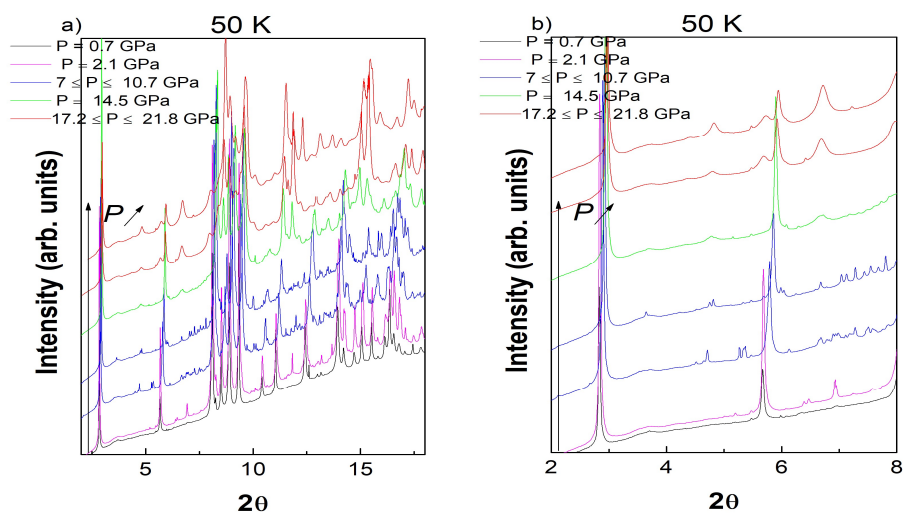 a) 50 K
P = 0.7 GPa
P = 2.1 GPa
7 ≤ P ≤ 10.7 GPa
P = 14.5 GPa
17.2 ≤ P ≤ 21.8 GPa
P
Intensity (arb. units)
5 10 15
2θ
b) 50 K
P = 0.7 GPa
P = 2.1 GPa
7 ≤ P ≤ 10.7 GPa
P = 14.5 GPa
17.2 ≤ P ≤ 21.8 GPa
P
Intensity (arb. units)
2 4 6 8
2θ